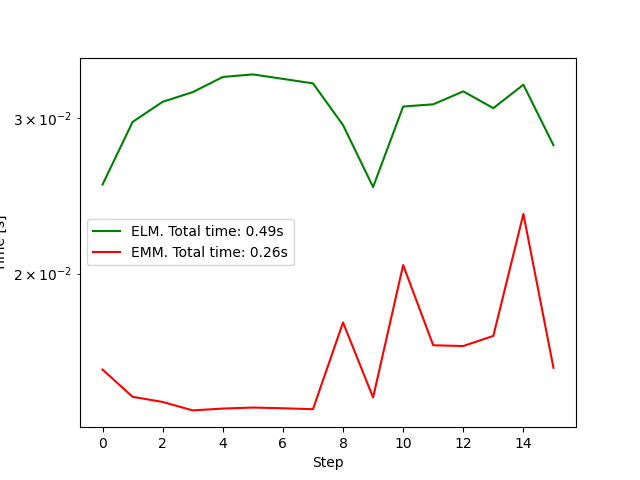 3 × 10⁻²
2 × 10⁻²
Time [s]
ELM. Total time: 0.49s
EMM. Total time: 0.26s
0 2 4 6 8 10 12 14
Step